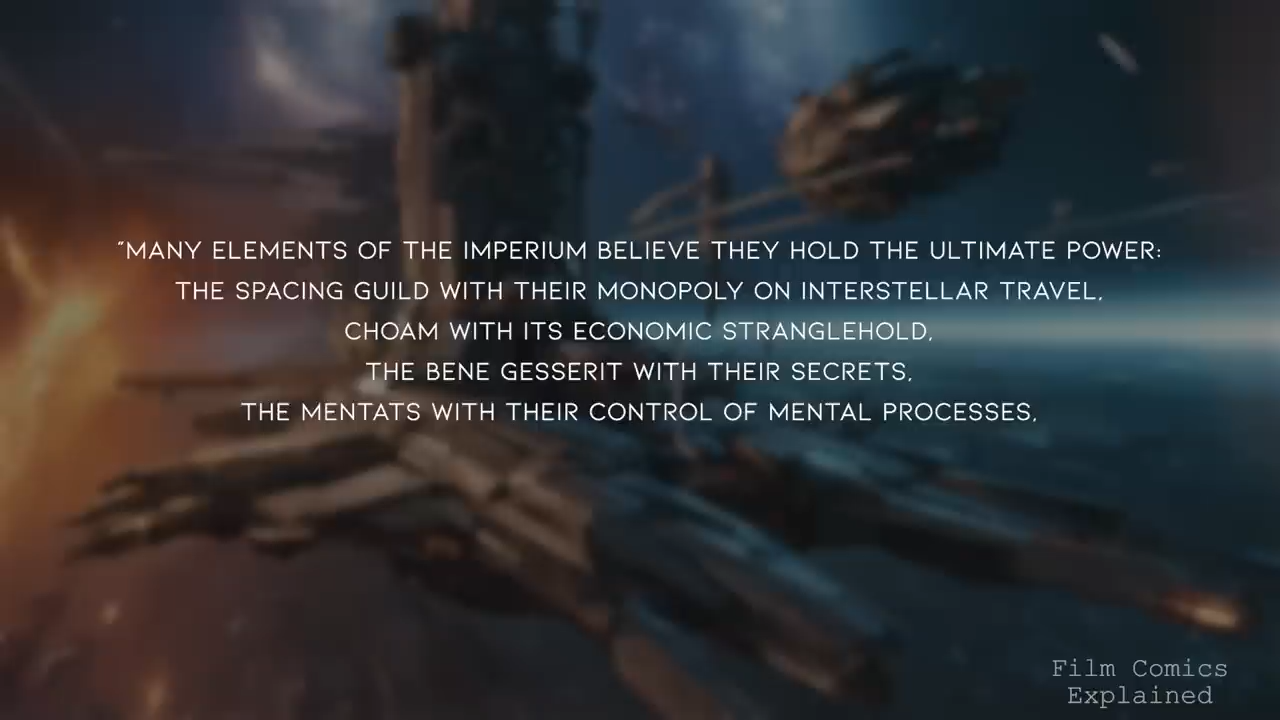 “MANY ELEMENTS OF THE IMPERIUM BELIEVE THEY HOLD THE ULTIMATE POWER:
THE SPACING GUILD WITH THEIR MONOPOLY ON INTERSTELLAR TRAVEL,
CHOAM WITH ITS ECONOMIC STRANGLEHOLD,
THE BENE GESSERIT WITH THEIR SECRETS,
THE MENTATS WITH THEIR CONTROL OF MENTAL PROCESSES,
Film Comics
Explained